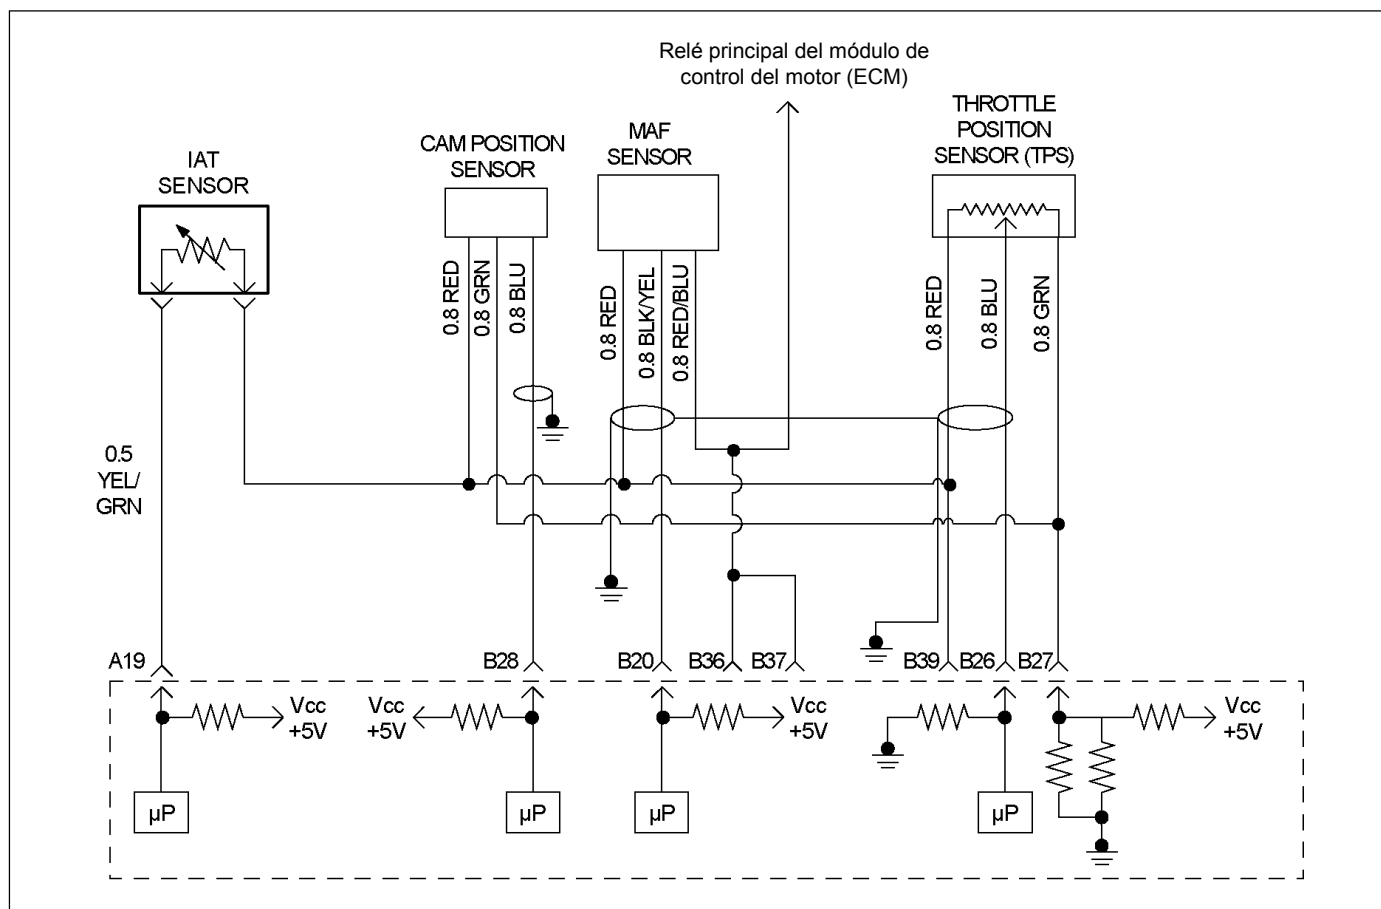 Relé principal del módulo de
control del motor (ECM)
THROTTLE
POSITION
SENSOR (TPS)
MAF
SENSOR
CAM POSITION
SENSOR
IAT
SENSOR
0.8 RED
0.8 GRN
0.8 BLU
0.8 RED
0.8 BLK/YEL
0.8 RED/BLU
0.8 RED
0.8 BLU
0.8 GRN
0.5
YEL/
GRN
A19
B28
B20
B36
B37
B39
B26
B27
Vcc
+5V
Vcc
+5V
Vcc
+5V
Vcc
+5V
µP
µP
µP
µP